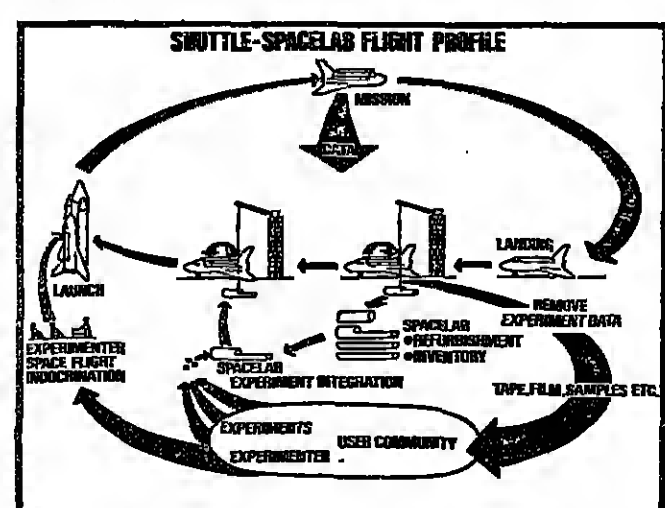 SHUTTLE-SPACELAB FLIGHT PROFILE
MISSION
DATA
LAUNCH
LANDING
REMOVE
EXPERIMENT DATA
SPACELAB
•REFURBISHMENT
•INVENTORY
EXPERIMENTER
SPACE FLIGHT
INDOCRINATION
SPACELAB
EXPERIMENT INTEGRATION
TAPE, FILM, SAMPLES ETC.
EXPERIMENTS
USER COMMUNITY
EXPERIMENTER